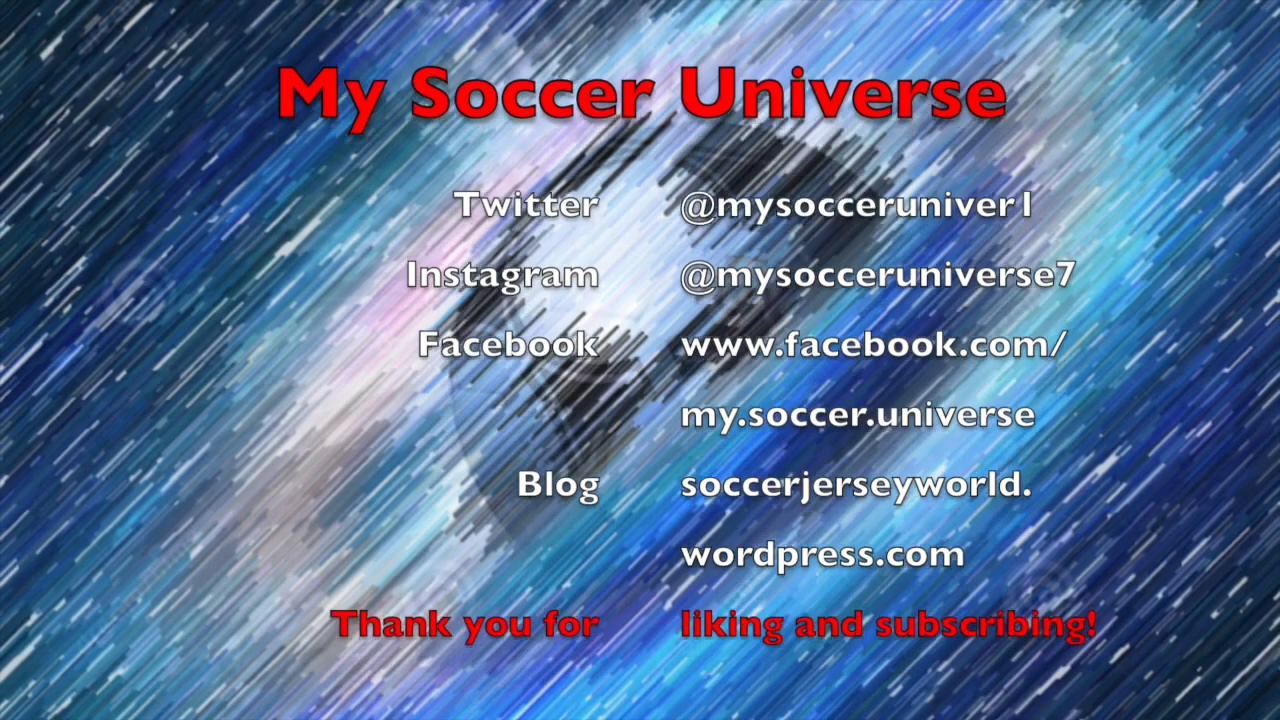 My Soccer Universe
Twitter @mysocceruniver1
Instagram @mysocceruniverse7
Facebook www.facebook.com/
my.soccer.universe
Blog soccerjerseyworld.
wordpress.com
Thank you for liking and subscribing!